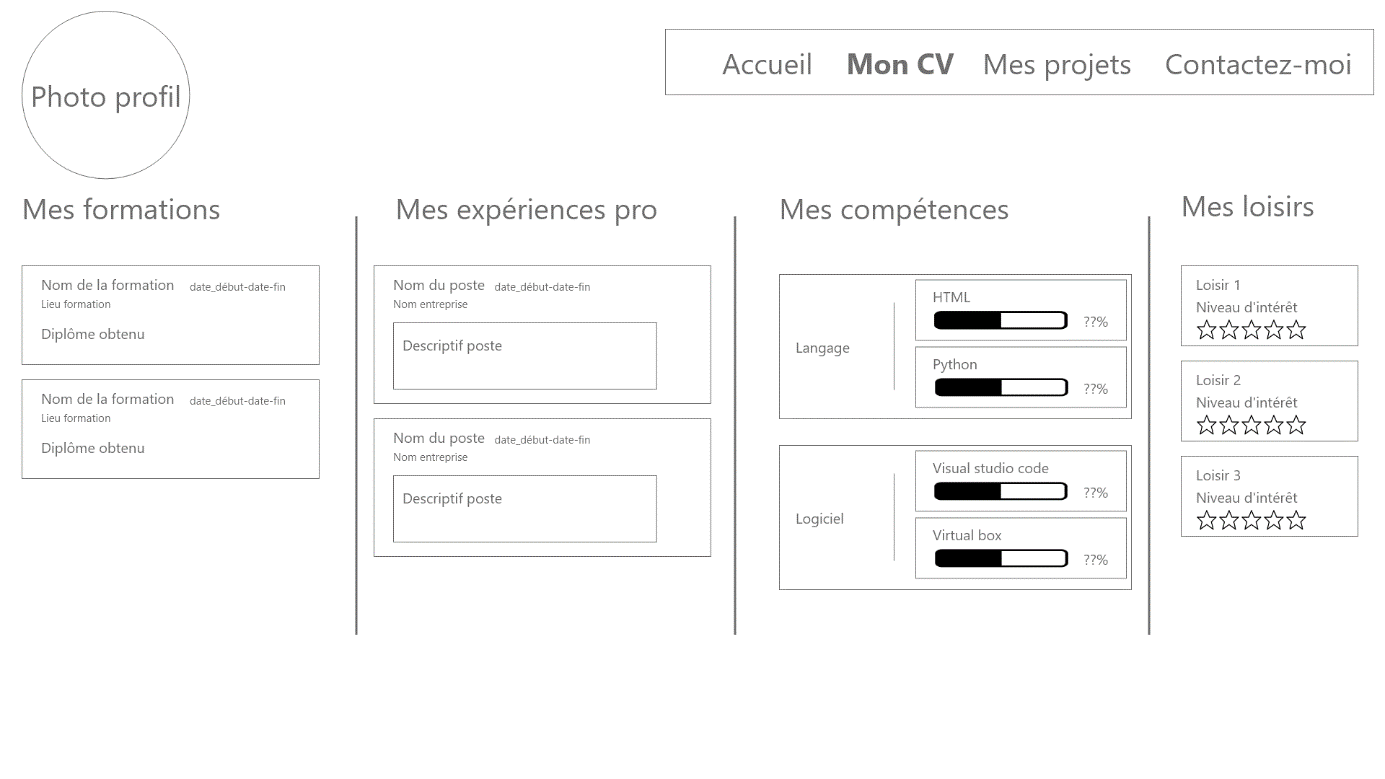 Photo profil
Accueil Mon CV Mes projets Contactez-moi
Mes formations
Nom de la formation date_début-date-fin
Lieu formation
Diplôme obtenu
Nom de la formation date_début-date-fin
Lieu formation
Diplôme obtenu
Mes expériences pro
Nom du poste date_début-date-fin
Nom entreprise
Descriptif poste
Nom du poste date_début-date-fin
Nom entreprise
Descriptif poste
Mes compétences
Langage
HTML
??%
Python
??%
Logiciel
Visual studio code
??%
Virtual box
??%
Mes loisirs
Loisir 1
Niveau d'intérêt
Loisir 2
Niveau d'intérêt
Loisir 3
Niveau d'intérêt